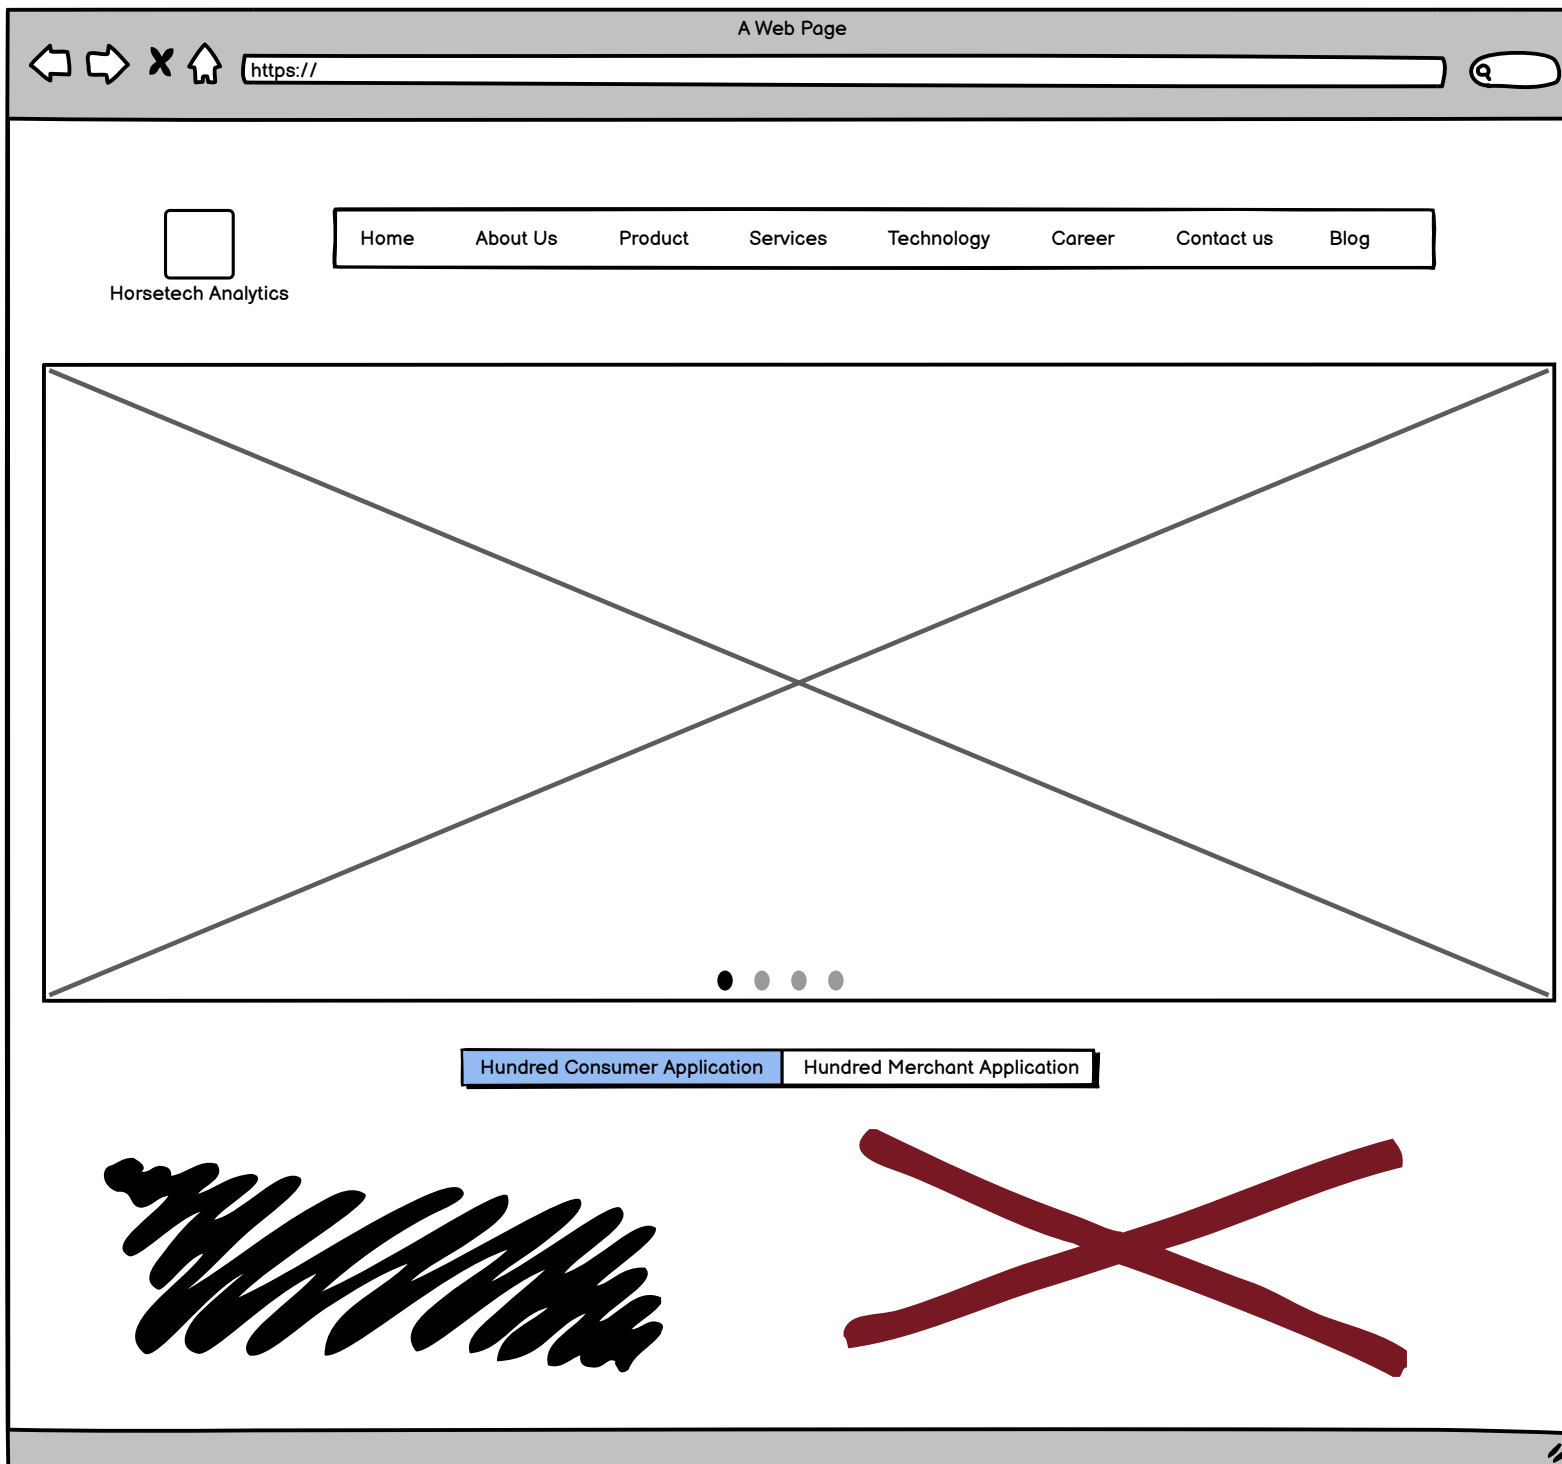 A Web Page
https://
Home About Us Product Services Technology Career Contact us Blog
Horsetech Analytics
Hundred Consumer Application Hundred Merchant Application